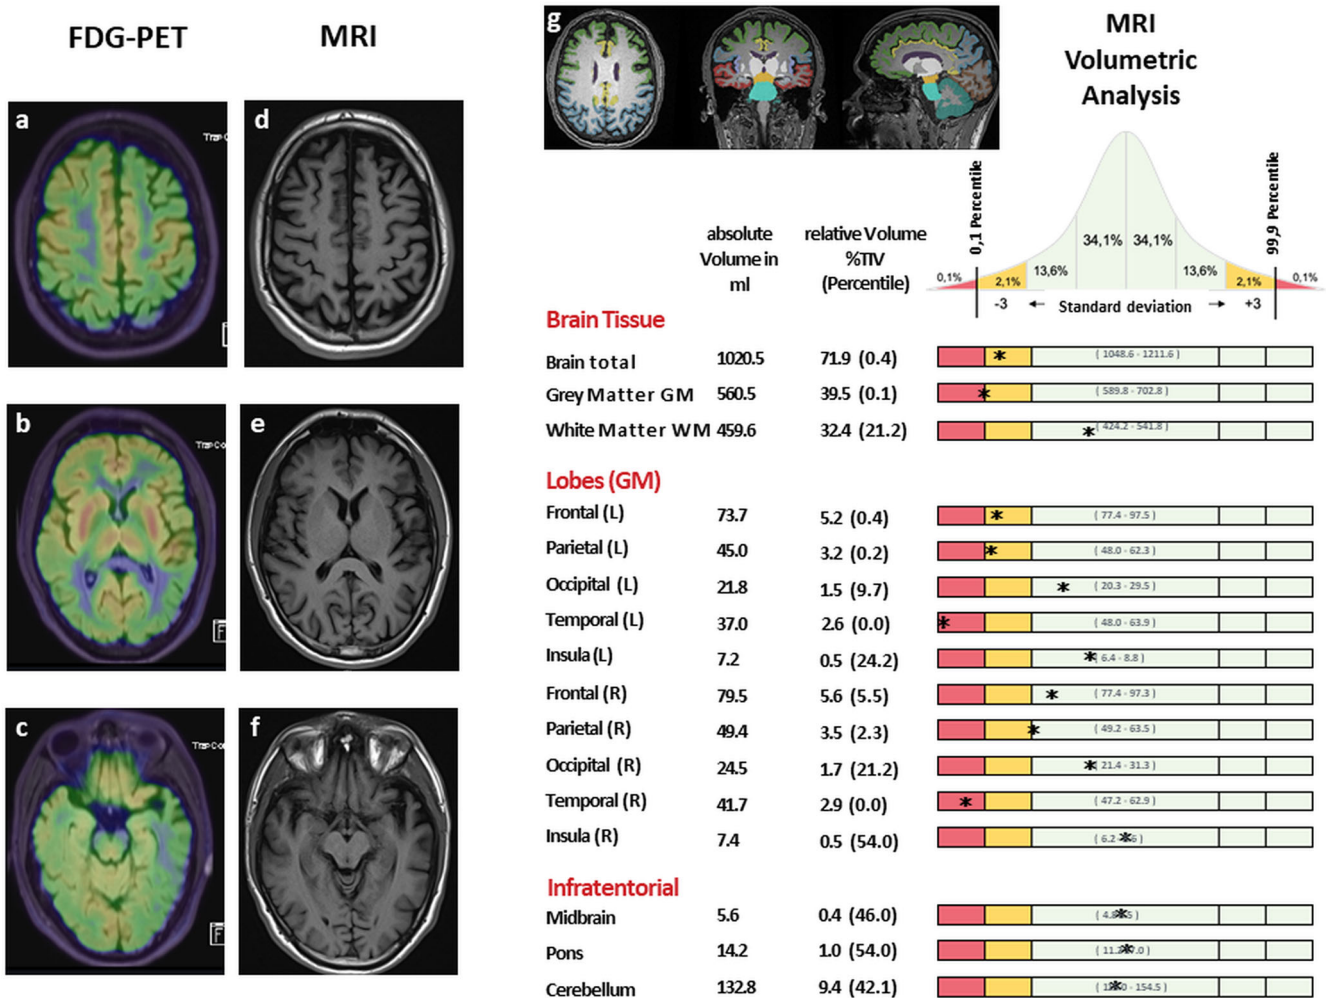 FDG-PET
MRI
a
Tra
d
b
Tra Co
F
e
c
Tra Co
F
f
g
MRI
Volumetric
Analysis
0,1 Percentile
99,9 Percentile
34,1% 34,1%
0,1% 2,1% 13,6% 13,6% 2,1% 0,1%
-3 ← Standard deviation → +3
absolute
Volume in
ml
relative Volume
%TIV
(Percentile)
Brain Tissue
Brain total 1020.5 71.9 (0.4) ( 1048.6 - 1211.6 )
Grey Matter GM 560.5 39.5 (0.1) ( 589.8 - 702.8 )
White Matter WM 459.6 32.4 (21.2) ( 424.2 - 541.8 )
Lobes (GM)
Frontal (L) 73.7 5.2 (0.4) ( 77.4 - 97.5 )
Parietal (L) 45.0 3.2 (0.2) ( 48.0 - 62.3 )
Occipital (L) 21.8 1.5 (9.7) ( 20.3 - 29.5 )
Temporal (L) 37.0 2.6 (0.0) ( 48.0 - 63.9 )
Insula (L) 7.2 0.5 (24.2) ( 6.4 - 8.8 )
Frontal (R) 79.5 5.6 (5.5) ( 77.4 - 97.3 )
Parietal (R) 49.4 3.5 (2.3) ( 49.2 - 63.5 )
Occipital (R) 24.5 1.7 (21.2) ( 21.4 - 31.3 )
Temporal (R) 41.7 2.9 (0.0) ( 47.2 - 62.9 )
Insula (R) 7.4 0.5 (54.0) ( 6.2 -
Infratentorial
Midbrain 5.6 0.4 (46.0)
Pons 14.2 1.0 (54.0)
Cerebellum 132.8 9.4 (42.1) - 154.5 )